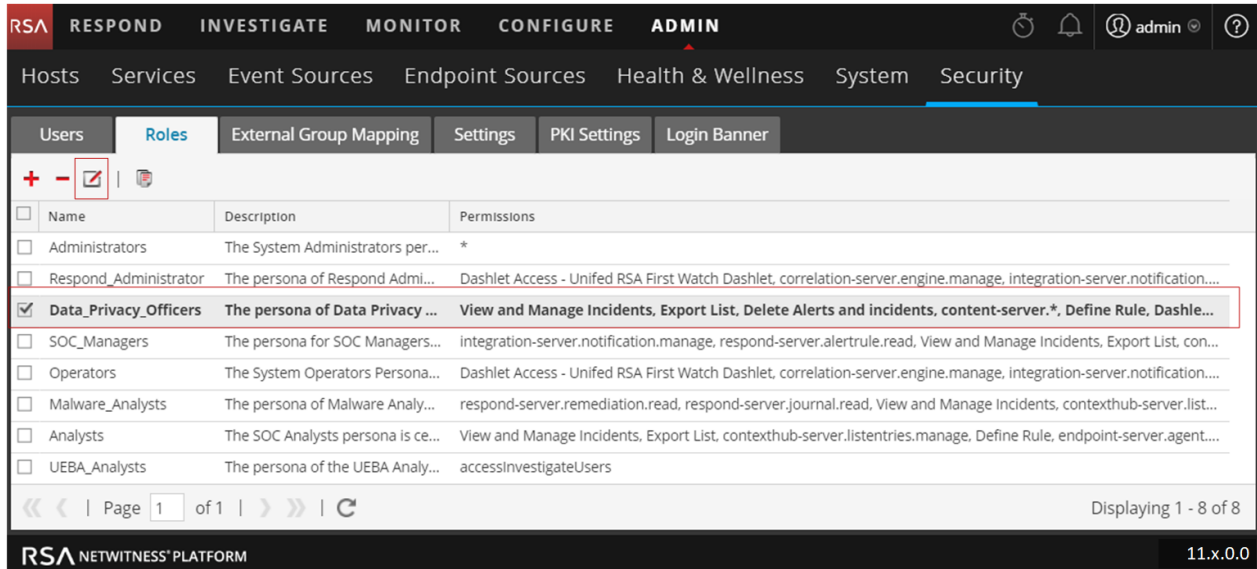 RSA RESPOND INVESTIGATE MONITOR CONFIGURE ADMIN admin ?
Hosts Services Event Sources Endpoint Sources Health & Wellness System Security
Users Roles External Group Mapping Settings PKI Settings Login Banner
Name Description Permissions
Administrators The System Administrators per... *
Respond_Administrator The persona of Respond Admi... Dashlet Access - Unifed RSA First Watch Dashlet, correlation-server.engine.manage, integration-server.notification....
Data_Privacy_Officers The persona of Data Privacy ... View and Manage Incidents, Export List, Delete Alerts and incidents, content-server.*, Define Rule, Dashle...
SOC_Managers The persona for SOC Managers... integration-server.notification.manage, respond-server.alertrule.read, View and Manage Incidents, Export List, con...
Operators The System Operators Persona... Dashlet Access - Unifed RSA First Watch Dashlet, correlation-server.engine.manage, integration-server.notification....
Malware_Analysts The persona of Malware Analy... respond-server.remediation.read, respond-server.journal.read, View and Manage Incidents, contexthub-server.list...
Analysts The SOC Analysts persona is ce... View and Manage Incidents, Export List, contexthub-server.listentries.manage, Define Rule, endpoint-server.agent....
UEBA_Analysts The persona of the UEBA Analy... accessInvestigateUsers
Page 1 of 1 Displaying 1 - 8 of 8
RSA NETWITNESS® PLATFORM 11.x.0.0